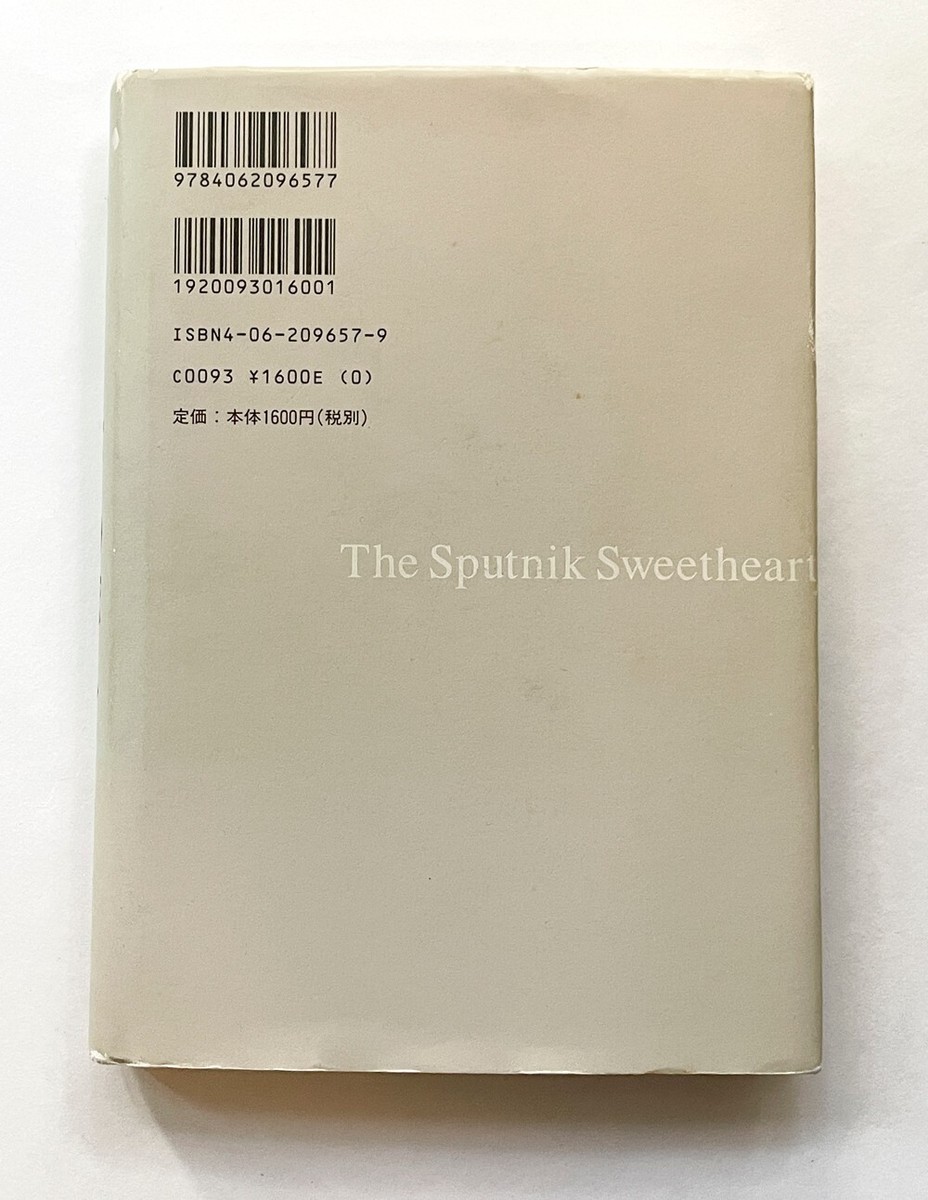 9784062096577
1920093016001
ISBN4-06-209657-9
C0093 ¥1600E (0)
定価：本体1600円(税別)
The Sputnik Sweetheart